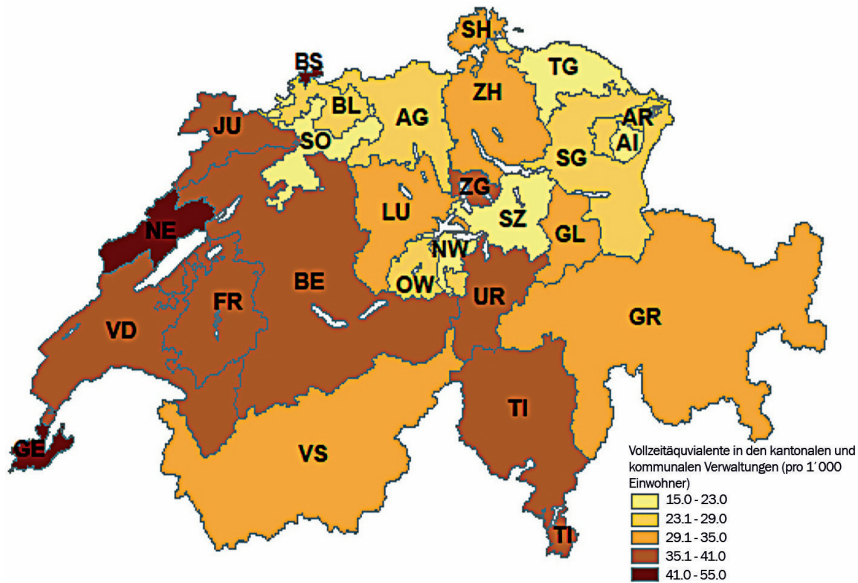 SH
BS
TG
ZH
BL
AG
AR
JU
SO
AI
SG
ZG
LU
SZ
NE
GL
NW
OW
BE
UR
FR
GR
VD
TI
GE
VS
TI
Vollzeitäquvialente in den kantonalen und
kommunalen Verwaltungen (pro 1´000
Einwohner)
15.0 - 23.0
23.1 - 29.0
29.1 - 35.0
35.1 - 41.0
41.0 - 55.0